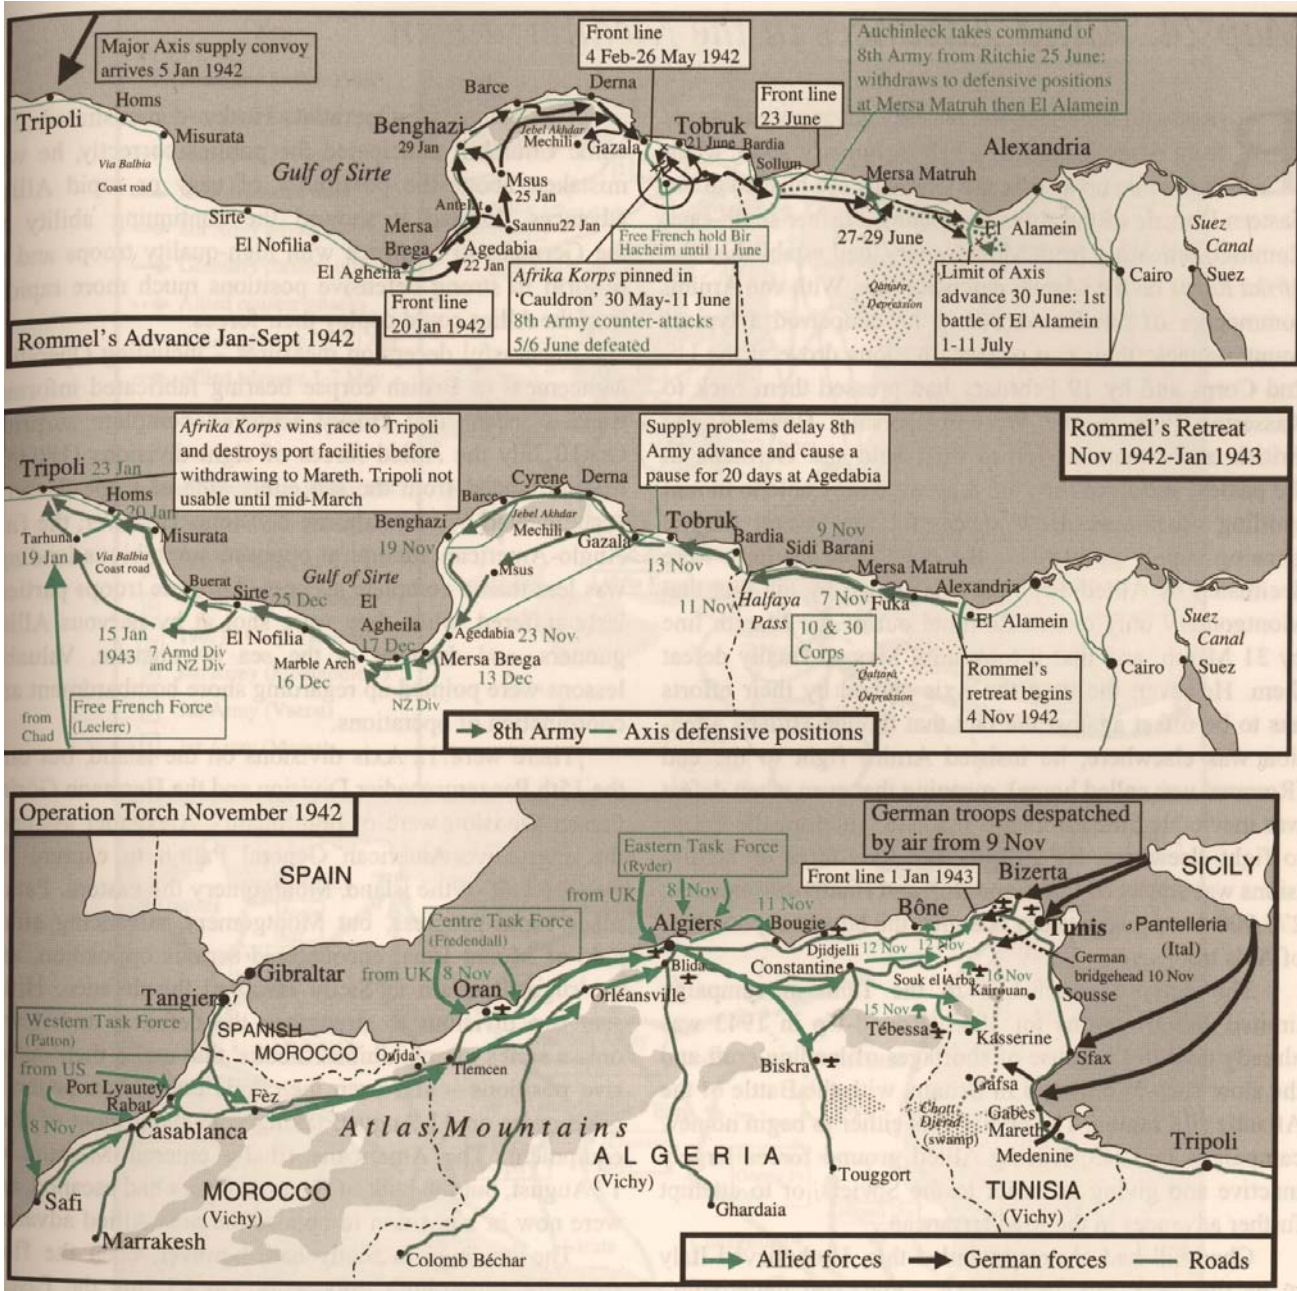 Major Axis supply convoy
arrives 5 Jan 1942
Front line
4 Feb-26 May 1942
Auchinleck takes command of
8th Army from Ritchie 25 June:
withdraws to defensive positions
at Mersa Matruh then El Alamein
Front line
23 June
Tripoli
Homs
Misurata
Via Balbia
Coast road
Sirte
El Nofilia
Gulf of Sirte
Barce
Derna
Benghazi
29 Jan
Jebel Akhdar
Mechili
Gazala
Tobruk
21 June
Bardia
Sollum
Mersa Matruh
Alexandria
Msus
25 Jan
Antelat
Saunnu 22 Jan
Mersa
Brega
Agedabia
22 Jan
El Agheila
Free French hold Bir
Hacheim until 11 June
27-29 June
El
Alamein
Qattara
Depression
Cairo
Suez
Canal
Suez
Front line
20 Jan 1942
Afrika Korps pinned in
‘Cauldron’ 30 May-11 June
8th Army counter-attacks
5/6 June defeated
Limit of Axis
advance 30 June: 1st
battle of El Alamein
1-11 July
Rommel's Advance Jan-Sept 1942
Afrika Korps wins race to Tripoli
and destroys port facilities before
withdrawing to Mareth. Tripoli not
usable until mid-March
Supply problems delay 8th
Army advance and cause a
pause for 20 days at Agedabia
Rommel's Retreat
Nov 1942-Jan 1943
Tripoli 23 Jan
Homs
20 Jan
Tarhuna
19 Jan
Misurata
Via Balbia
Coast road
Buerat
Sirte
25 Dec
Gulf of Sirte
El
Agheila
17 Dec
El Nofilia
15 Jan
1943
7 Armd Div
and NZ Div
Marble Arch
16 Dec
Free French Force
(Leclerc)
from
Chad
Cyrene
Derna
Barce
Jebel Akhdar
Mechili
Benghazi
19 Nov
Gazala
Msus
Agedabia
23 Nov
Mersa Brega
13 Dec
NZ Div
Tobruk
13 Nov
Bardia
11 Nov
Sidi Barani
9 Nov
Halfaya
Pass
Mersa Matruh
7 Nov
Fuka
Alexandria
El Alamein
10 & 30
Corps
Qattara
Depression
Rommel's
retreat begins
4 Nov 1942
Cairo
Suez
Canal
Suez
8th Army
Axis defensive positions
Operation Torch November 1942
German troops despatched
by air from 9 Nov
Eastern Task Force
(Ryder)
Front line 1 Jan 1943
Centre Task Force
(Fredendall)
Western Task Force
(Patton)
SPAIN
SICILY
Gibraltar
Tangier
SPANISH
MOROCCO
from UK
8 Nov
11 Nov
Algiers
Bougie
Bône
Bizerta
Tunis
Pantelleria
(Ital)
German
bridgehead 10 Nov
from UK
8 Nov
Oran
Blida
Orléansville
Djidjelli
12 Nov
12 Nov
Constantine
Souk el Arba
16 Nov
Kairouan
Sousse
15 Nov
Tébessa
Kasserine
Sfax
Gafsa
Gabès
Mareth
Medenine
Tripoli
Biskra
Chott
Djerid
(swamp)
Touggort
Ghardaia
from US
8 Nov
Port Lyautey
Rabat
Fèz
Oujda
Tlemcen
Casablanca
Safi
Marrakesh
Atlas Mountains
MOROCCO
(Vichy)
ALGERIA
(Vichy)
TUNISIA
(Vichy)
Colomb Béchar
Allied forces
German forces
Roads